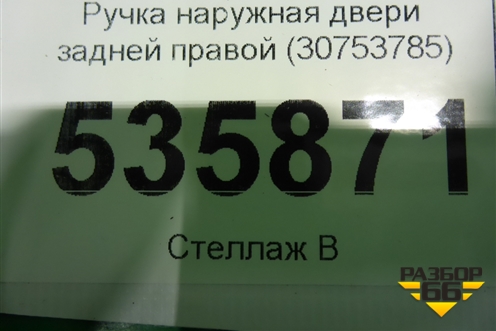 Ручка наружная двери
задней правой (30753785)
535871
Стеллаж В
РАЗБОР
66